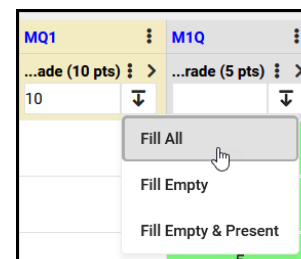 MQ1 M1Q
...ade (10 pts) ...rade (5 pts)
10
Fill All
Fill Empty
Fill Empty & Present